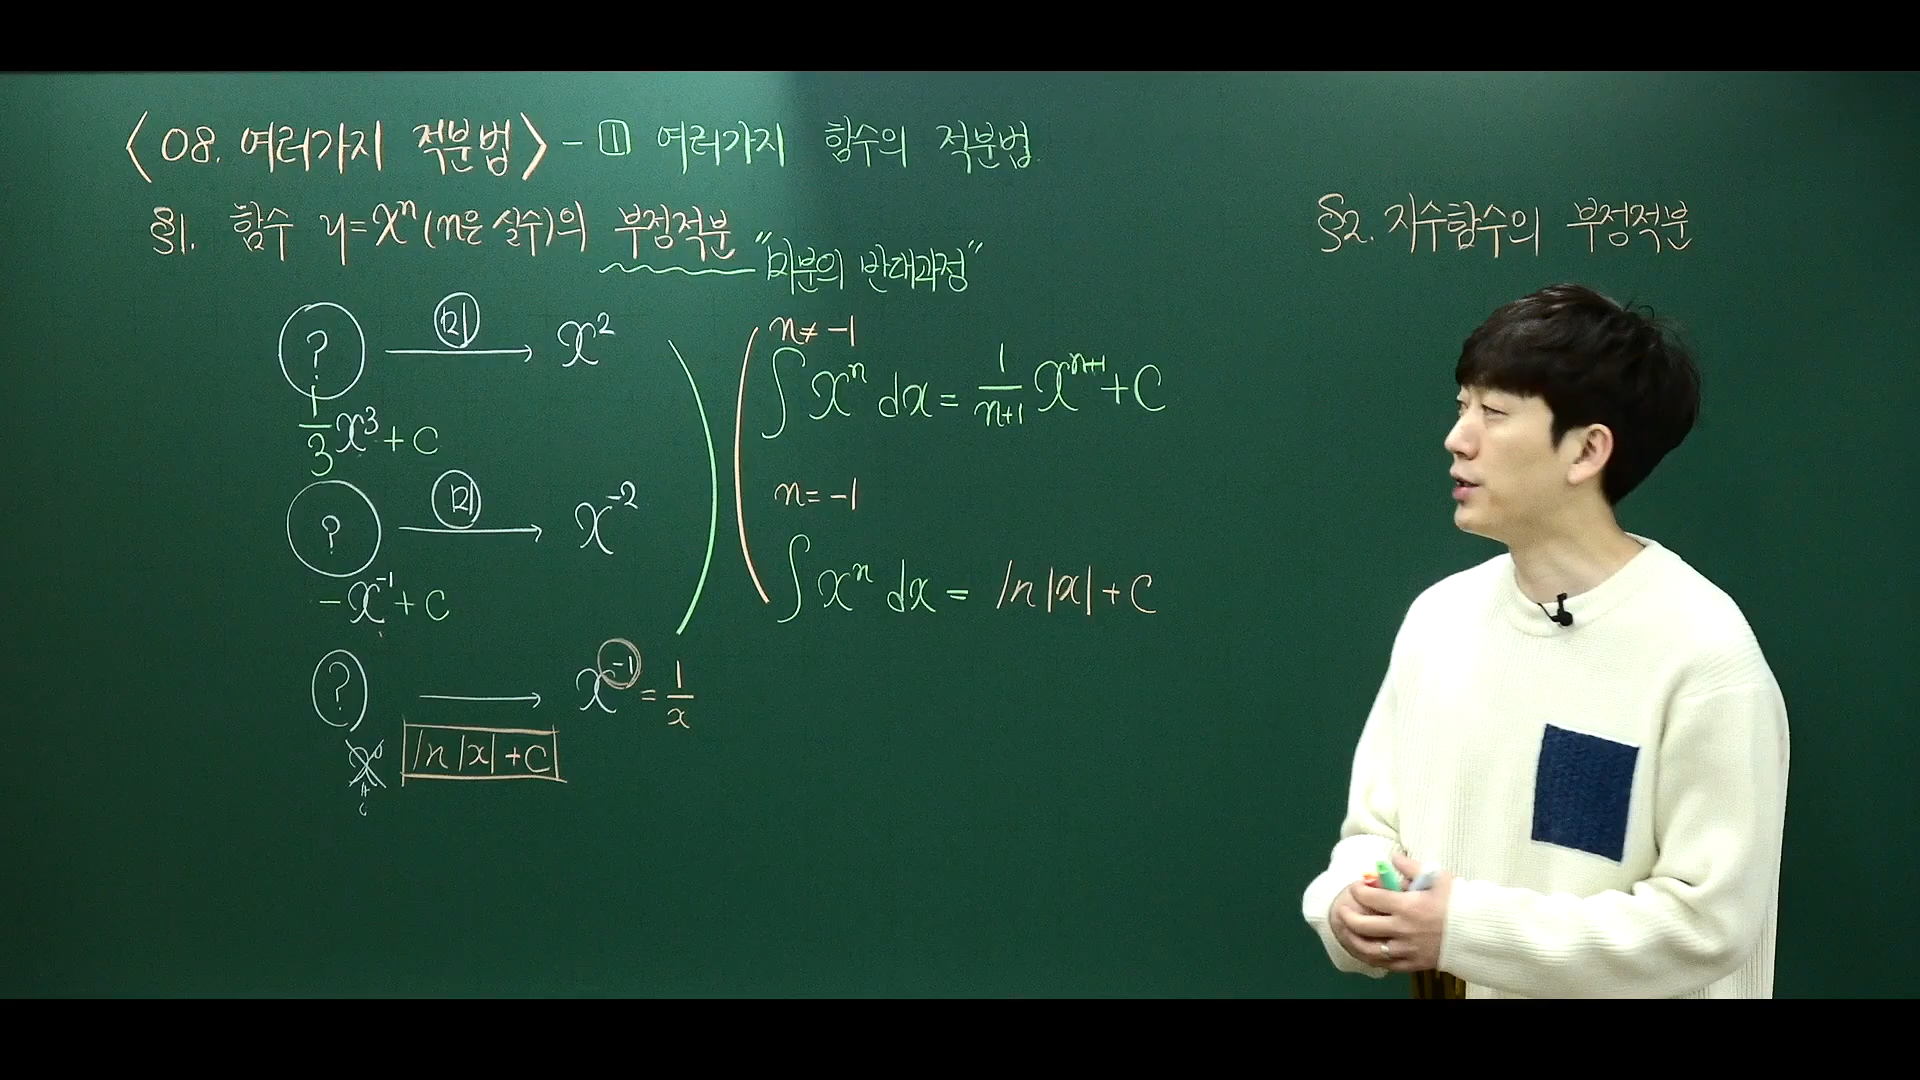 〈08. 여러가지 적분법〉 - ① 여러가지 함수의 적분법
§1. 함수 y=xⁿ (n은 실수)의 부정적분
"미분의 반대과정"
? 미 → x²
1/3 x³ + C
? 미 → x⁻²
-x⁻¹ + C
? → x⁻¹ = 1/x
x⁰
ln|x| + C
n ≠ -1
∫ xⁿ dx = 1/(n+1) xⁿ⁺¹ + C
n = -1
∫ xⁿ dx = ln|x| + C
§2. 지수함수의 부정적분